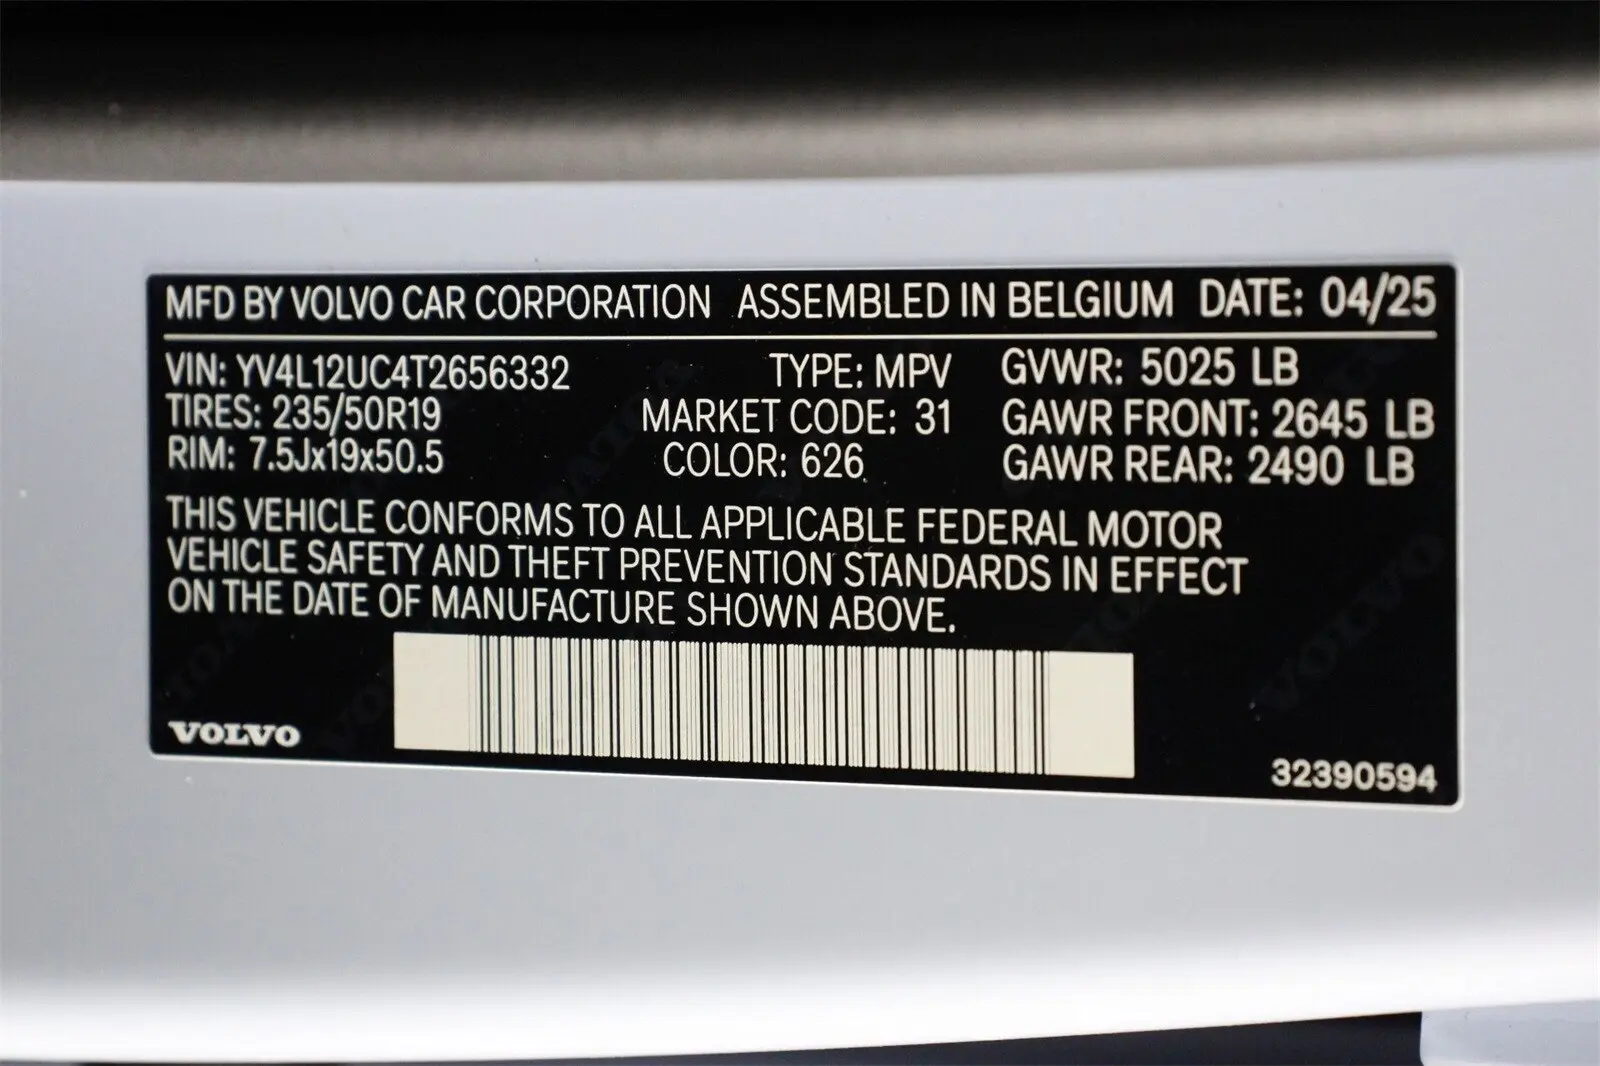 MFD BY VOLVO CAR CORPORATION ASSEMBLED IN BELGIUM DATE: 04/25
VIN: YV4L12UC4T2656332 TYPE: MPV GVWR: 5025 LB
TIRES: 235/50R19 MARKET CODE: 31 GAWR FRONT: 2645 LB
RIM: 7.5Jx19x50.5 COLOR: 626 GAWR REAR: 2490 LB
THIS VEHICLE CONFORMS TO ALL APPLICABLE FEDERAL MOTOR
VEHICLE SAFETY AND THEFT PREVENTION STANDARDS IN EFFECT
ON THE DATE OF MANUFACTURE SHOWN ABOVE.
VOLVO
32390594